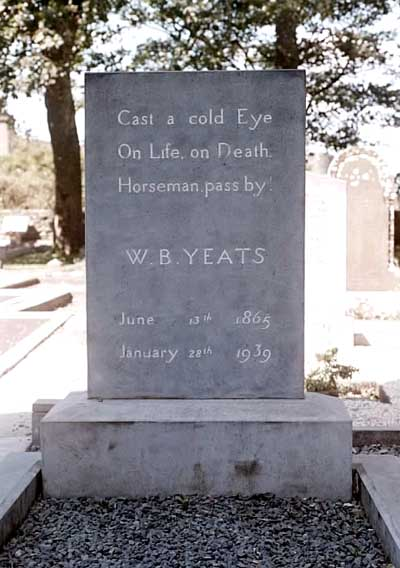 Cast a cold Eye
On Life, on Death.
Horseman, pass by!
W. B. YEATS
June 13th 1865
January 28th 1939